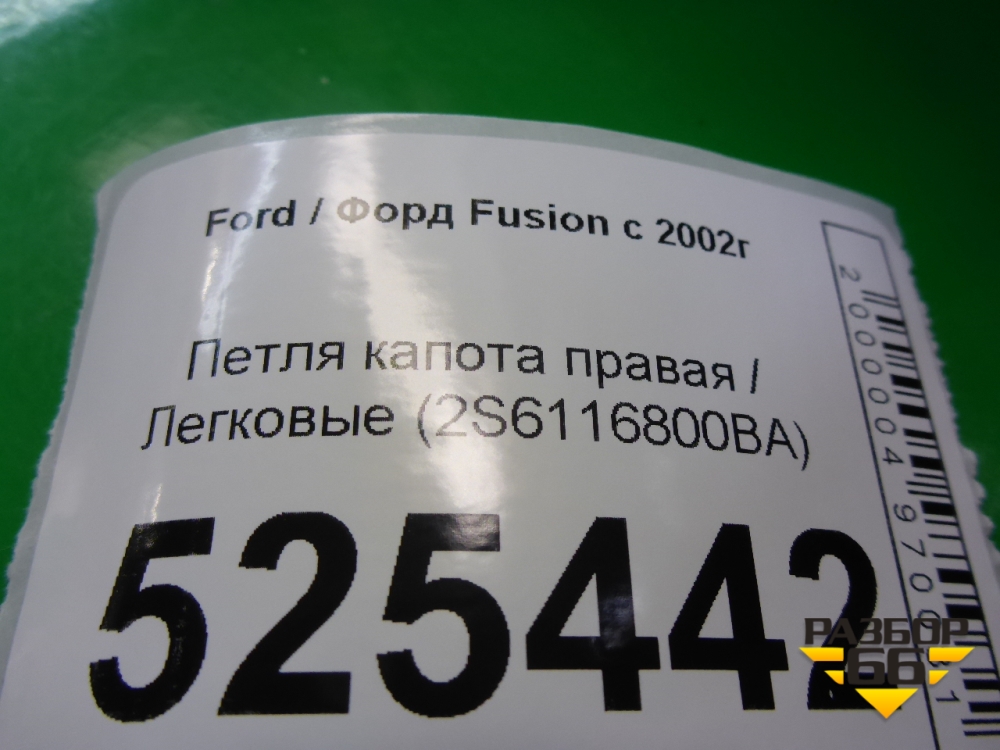 Ford / Форд Fusion с 2002г
Петля капота правая /
Легковые (2S6116800BA)
525442
РАЗБОР
66